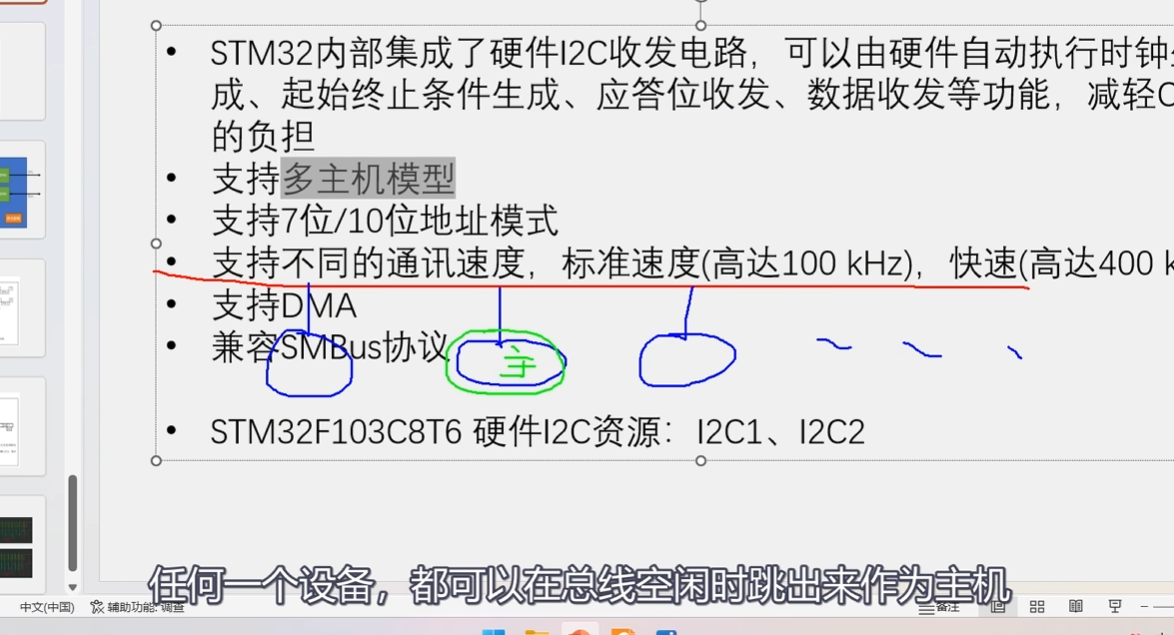 STM32内部集成了硬件I2C收发电路，可以由硬件自动执行时钟
成、起始终止条件生成、应答位收发、数据收发等功能，减轻C
的负担
支持多主机模型
支持7位/10位地址模式
支持不同的通讯速度，标准速度(高达100 kHz)，快速(高达400 k
支持DMA
兼容SMBus协议
主
STM32F103C8T6 硬件I2C资源：I2C1、I2C2
任何一个设备，都可以在总线空闲时跳出来作为主机
中文(中国)
辅助功能: 调查
备注